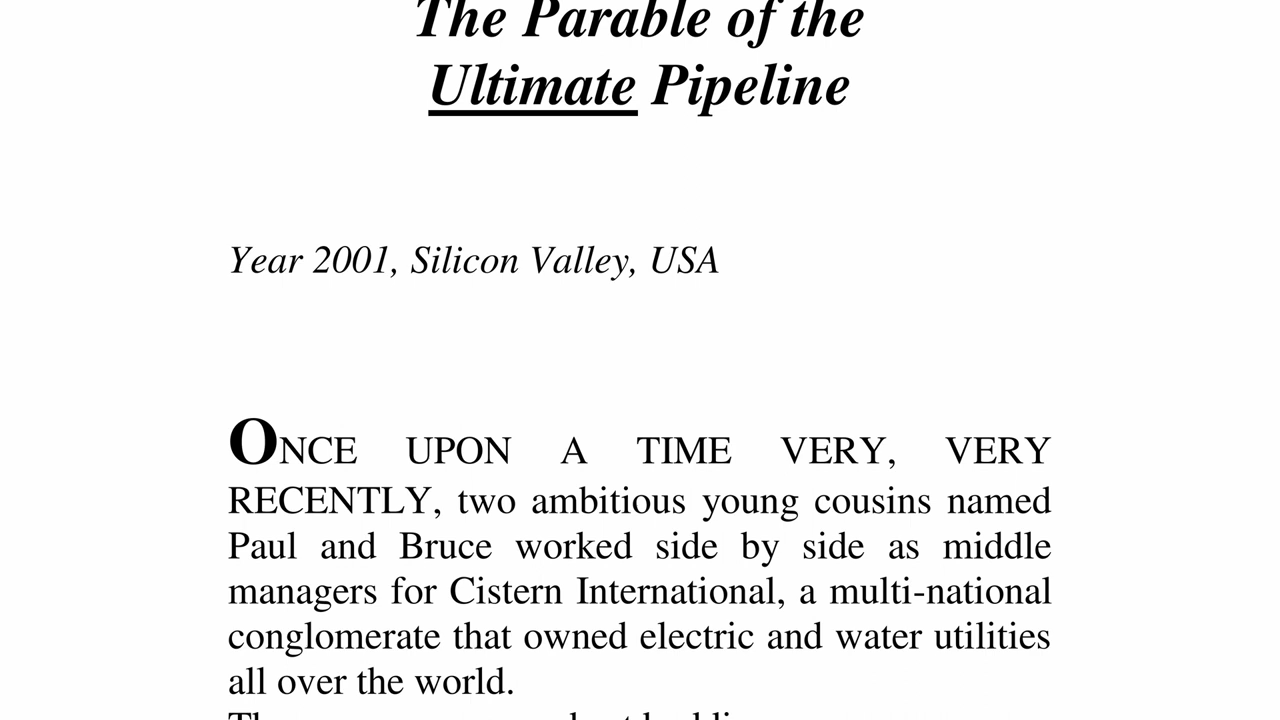 The Parable of the
Ultimate Pipeline
Year 2001, Silicon Valley, USA
ONCE UPON A TIME VERY, VERY
RECENTLY, two ambitious young cousins named
Paul and Bruce worked side by side as middle
managers for Cistern International, a multi-national
conglomerate that owned electric and water utilities
all over the world.